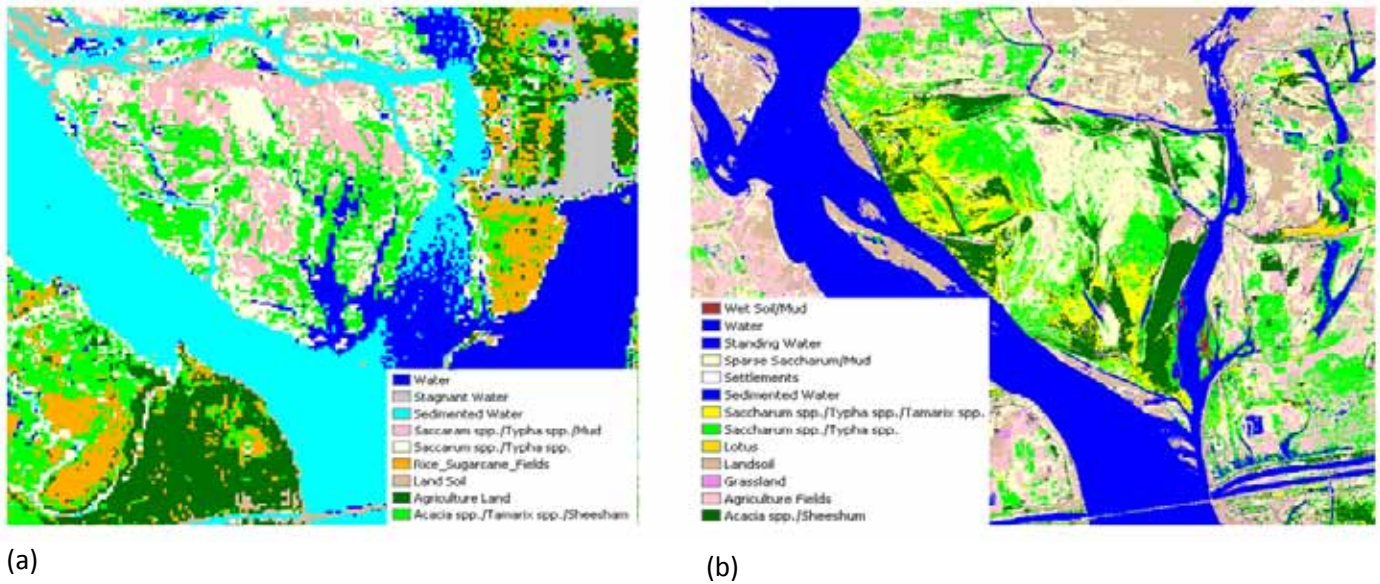 Water
Stagnant Water
Sedimented Water
Saccaram spp./Typha spp./Mud
Saccarum spp./Typha spp.
Rice_Sugarcane_Fields
Land Soil
Agriculture Land
Acacia spp./Tamarix spp./Sheesham
(a)
Wet Soil/Mud
Water
Standing Water
Sparse Saccharum/Mud
Settlements
Sedimented Water
Saccharum spp./Typha spp./Tamarix spp.
Saccharum spp./Typha spp.
Lotus
Landsoil
Grassland
Agriculture Fields
Acacia spp./Sheeshum
(b)